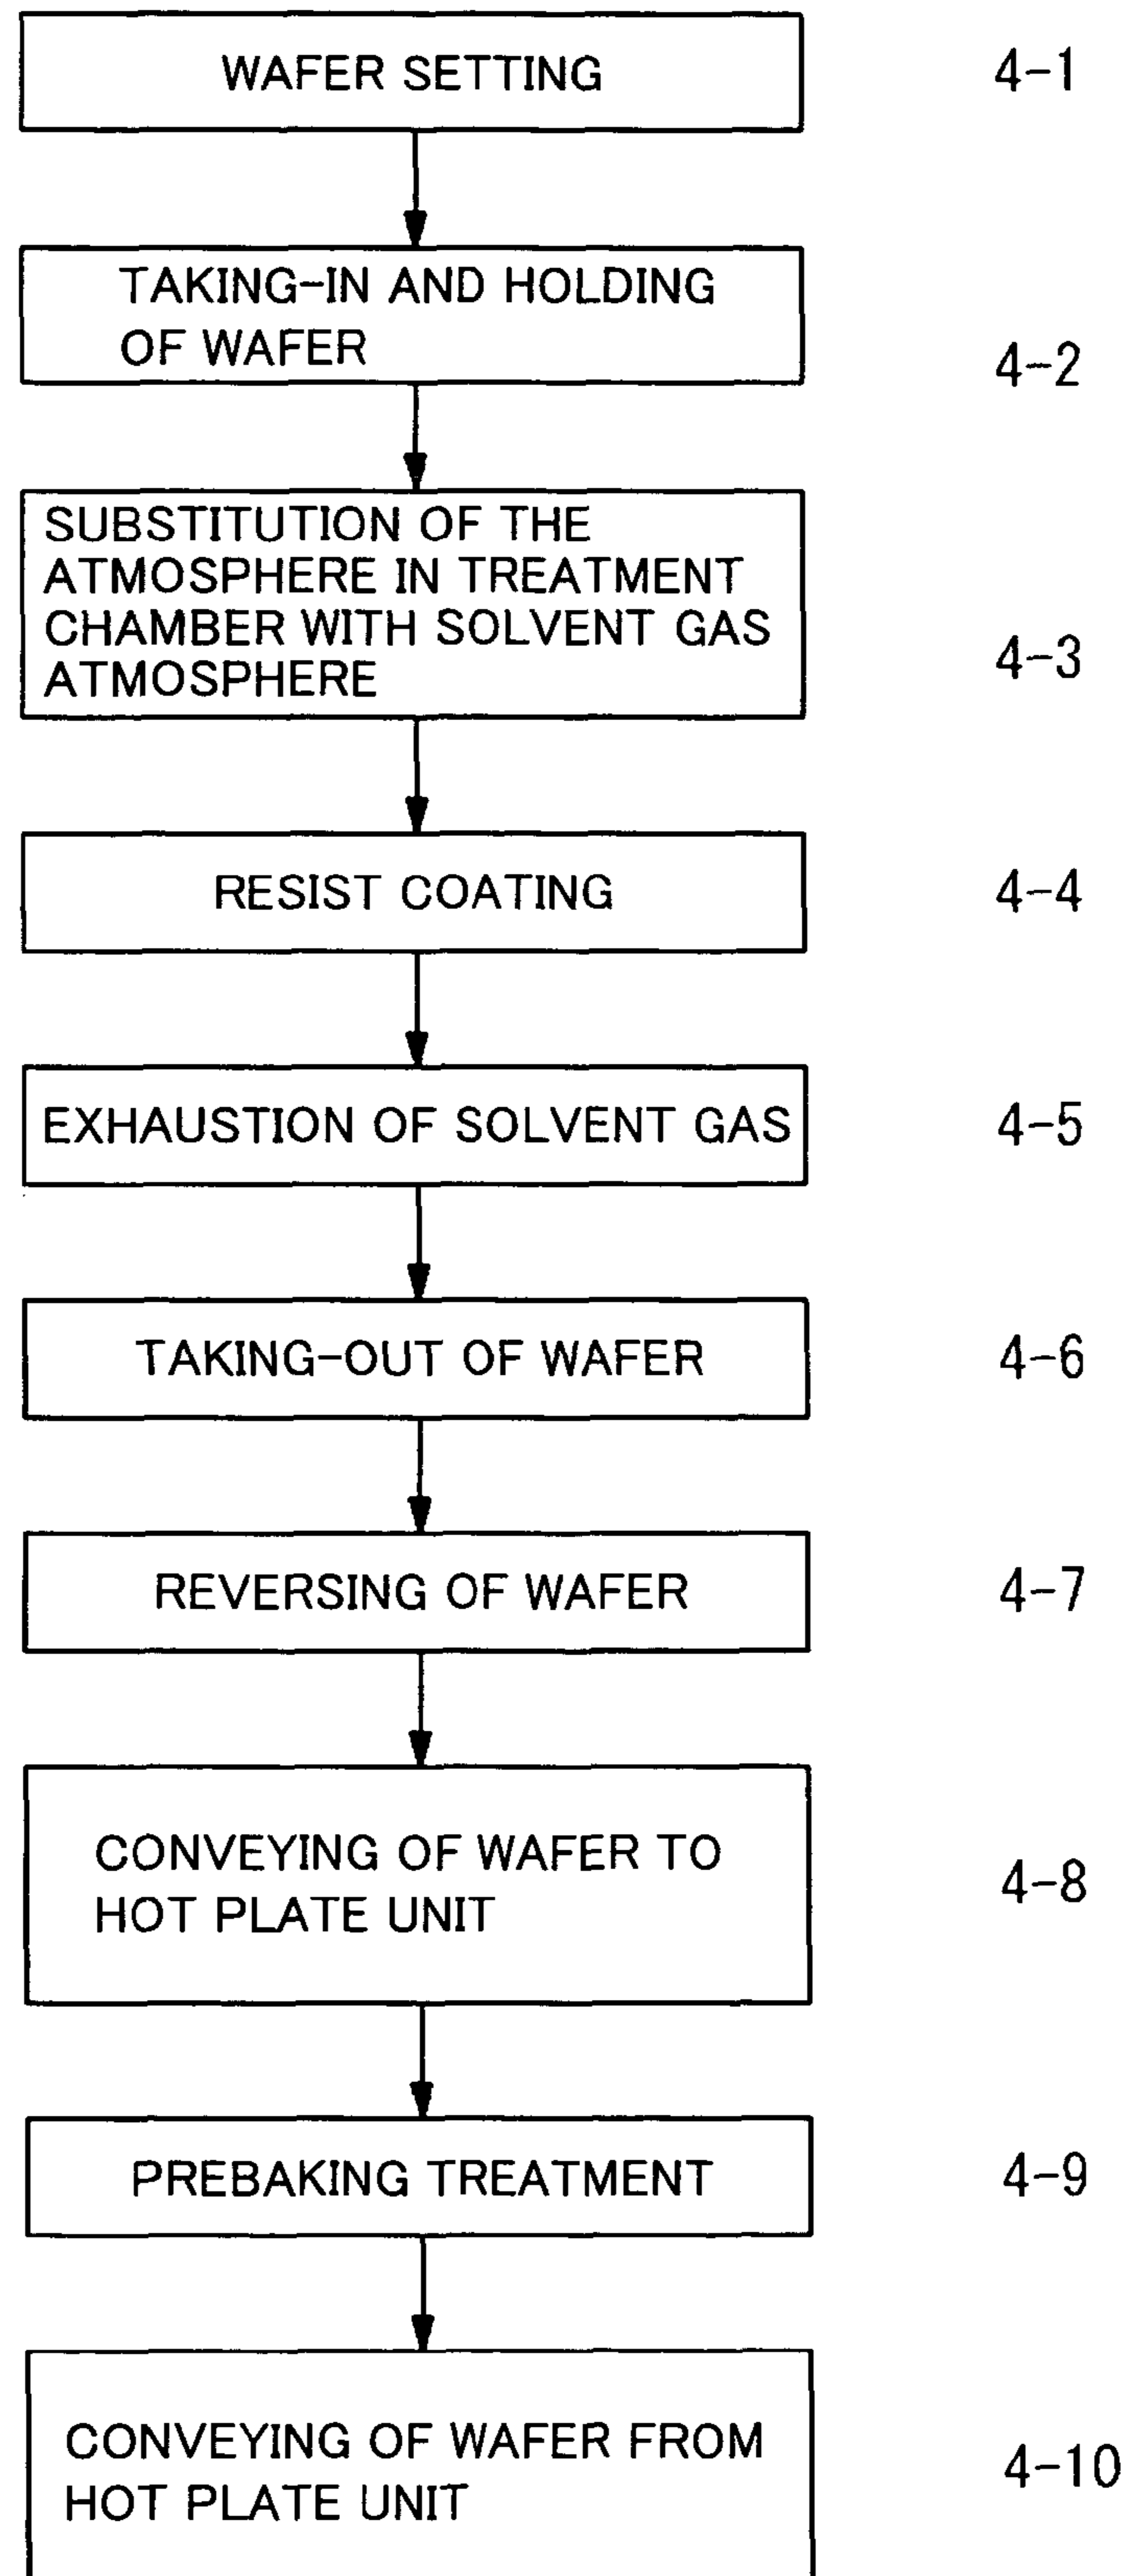 WAFER SETTING
4-1
TAKING-IN AND HOLDING
OF WAFER
4-2
SUBSTITUTION OF THE
ATMOSPHERE IN TREATMENT
CHAMBER WITH SOLVENT GAS
ATMOSPHERE
4-3
RESIST COATING
4-4
EXHAUSTION OF SOLVENT GAS
4-5
TAKING-OUT OF WAFER
4-6
REVERSING OF WAFER
4-7
CONVEYING OF WAFER TO
HOT PLATE UNIT
4-8
PREBAKING TREATMENT
4-9
CONVEYING OF WAFER FROM
HOT PLATE UNIT
4-10